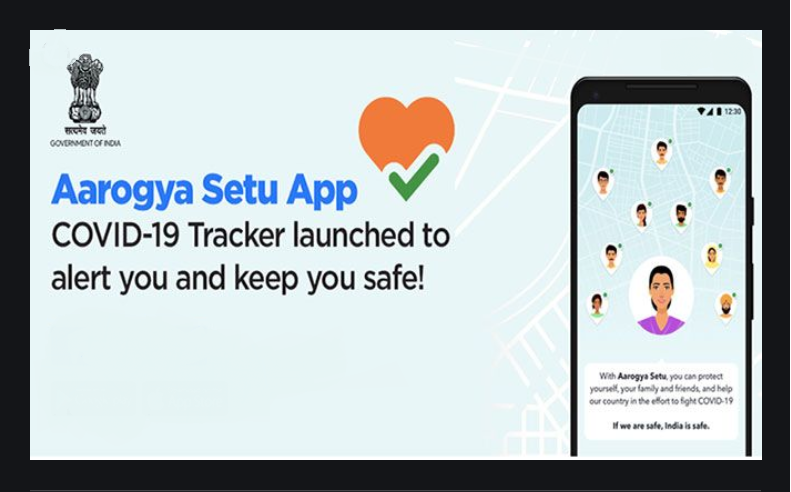 सत्यमेव जयते
GOVERNMENT OF INDIA
Aarogya Setu App
COVID-19 Tracker launched to
alert you and keep you safe!
12:30
With Aarogya Setu, you can protect
yourself, your family and friends, and help
our country in the effort to fight COVID-19
If we are safe, India is safe.